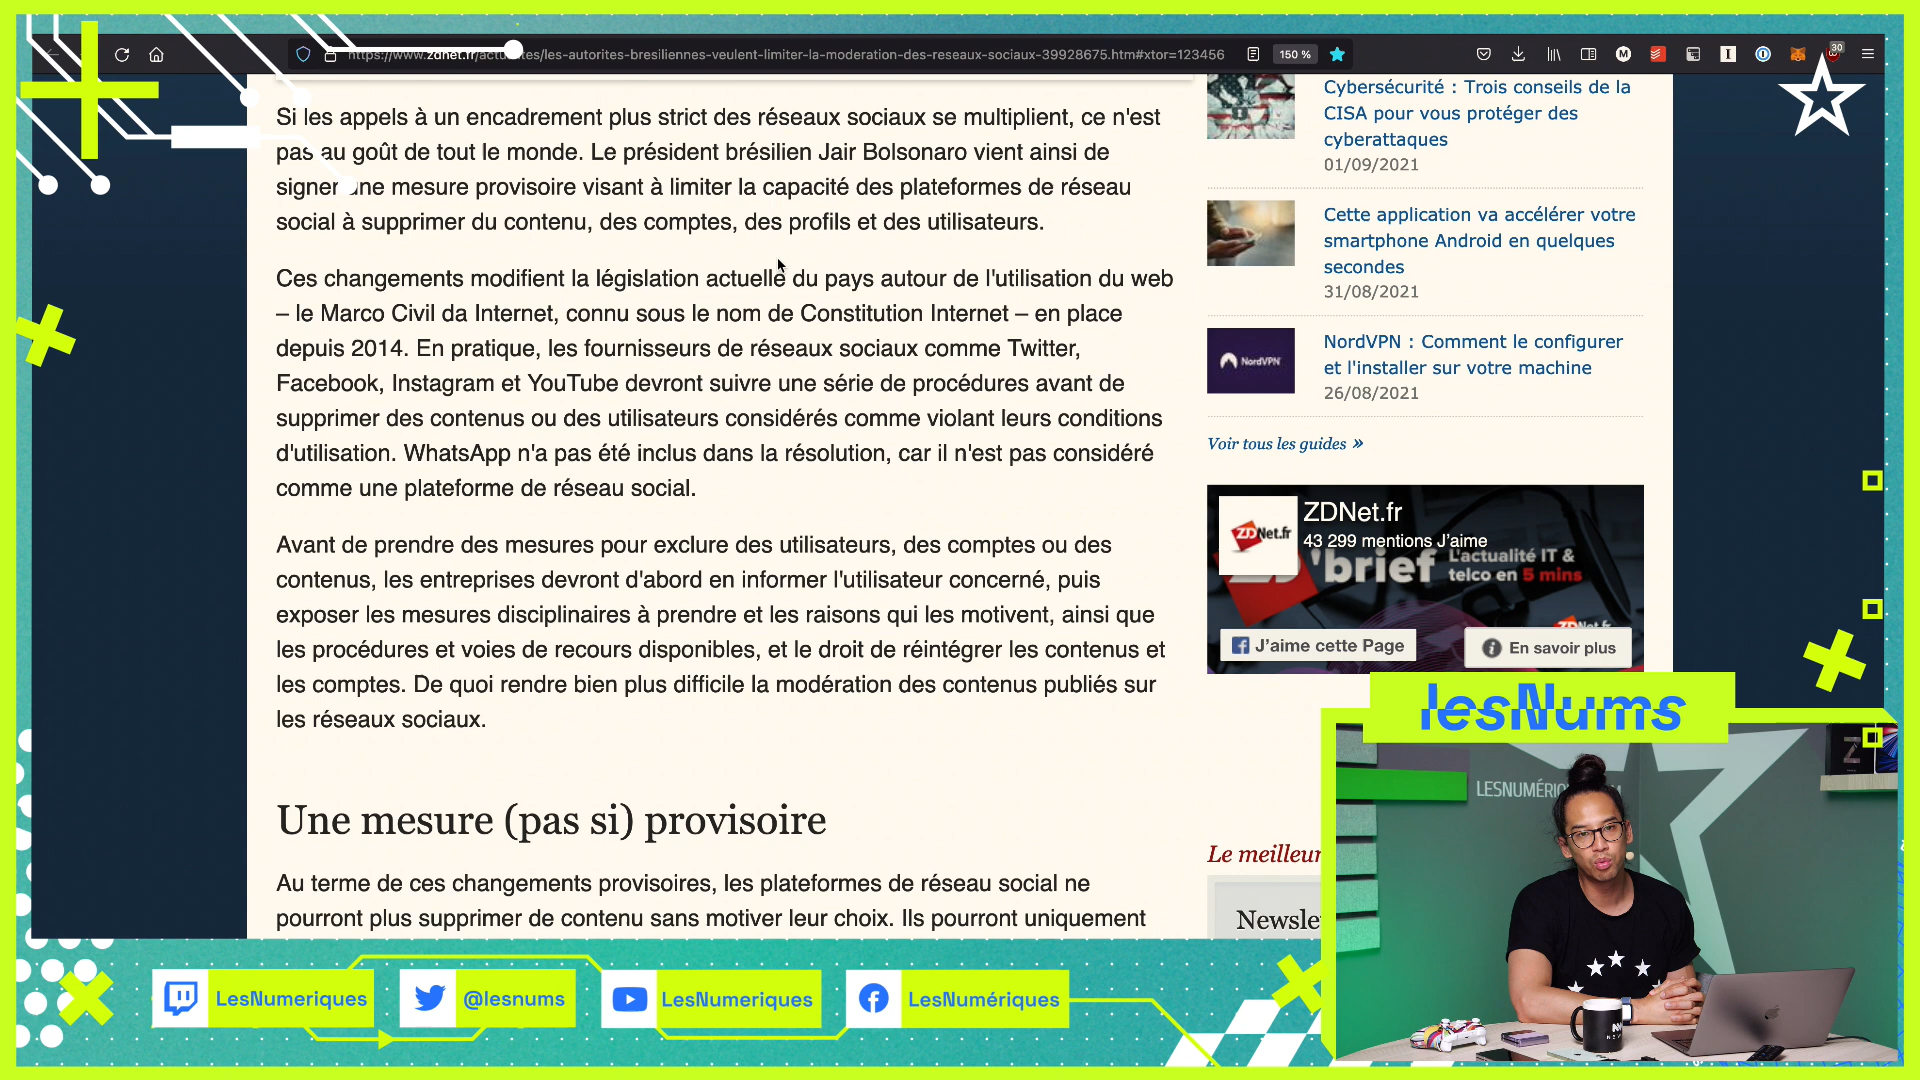 https://www.zdnet.fr/actualites/les-autorites-bresiliennes-veulent-limiter-la-moderation-des-reseaux-sociaux-39928675.htm#xtor=123456
150 %
30
Si les appels à un encadrement plus strict des réseaux sociaux se multiplient, ce n'est
pas au goût de tout le monde. Le président brésilien Jair Bolsonaro vient ainsi de
signer une mesure provisoire visant à limiter la capacité des plateformes de réseau
social à supprimer du contenu, des comptes, des profils et des utilisateurs.
Ces changements modifient la législation actuelle du pays autour de l'utilisation du web
– le Marco Civil da Internet, connu sous le nom de Constitution Internet – en place
depuis 2014. En pratique, les fournisseurs de réseaux sociaux comme Twitter,
Facebook, Instagram et YouTube devront suivre une série de procédures avant de
supprimer des contenus ou des utilisateurs considérés comme violant leurs conditions
d'utilisation. WhatsApp n'a pas été inclus dans la résolution, car il n'est pas considéré
comme une plateforme de réseau social.
Avant de prendre des mesures pour exclure des utilisateurs, des comptes ou des
contenus, les entreprises devront d'abord en informer l'utilisateur concerné, puis
exposer les mesures disciplinaires à prendre et les raisons qui les motivent, ainsi que
les procédures et voies de recours disponibles, et le droit de réintégrer les contenus et
les comptes. De quoi rendre bien plus difficile la modération des contenus publiés sur
les réseaux sociaux.
Une mesure (pas si) provisoire
Au terme de ces changements provisoires, les plateformes de réseau social ne
pourront plus supprimer de contenu sans motiver leur choix. Ils pourront uniquement
Cybersécurité : Trois conseils de la
CISA pour vous protéger des
cyberattaques
01/09/2021
Cette application va accélérer votre
smartphone Android en quelques
secondes
31/08/2021
NordVPN
NordVPN : Comment le configurer
et l'installer sur votre machine
26/08/2021
Voir tous les guides »
ZDNet.fr
ZDNet.fr
43 299 mentions J'aime
'brief
L'actualité IT &
telco en 5 mins
ZDNet.fr
J'aime cette Page
En savoir plus
Le meilleur
Newsle
lesNums
LESNUMÉRIQ
LesNumeriques
@lesnums
LesNumeriques
LesNumériques